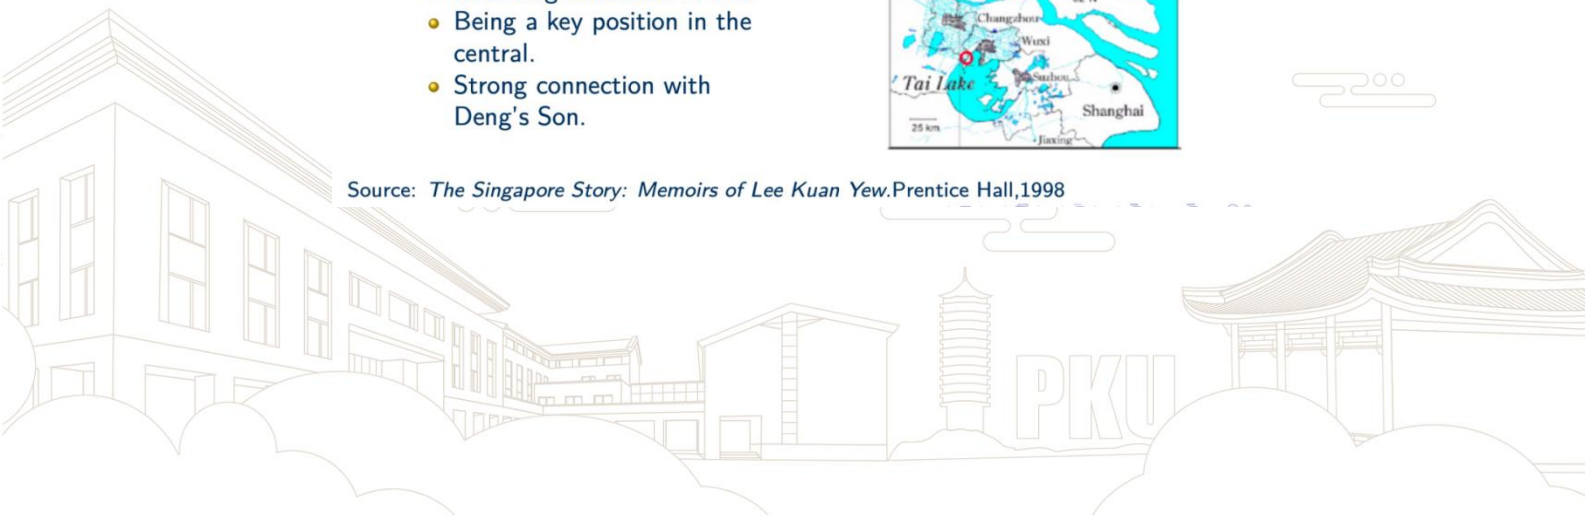 Being a key position in the
central.
Strong connection with
Deng's Son.
Changzhou
Wuxi
Tai Lake
Suzhou
Shanghai
25 km
Jiaxing
Source: The Singapore Story: Memoirs of Lee Kuan Yew.Prentice Hall,1998
PKU